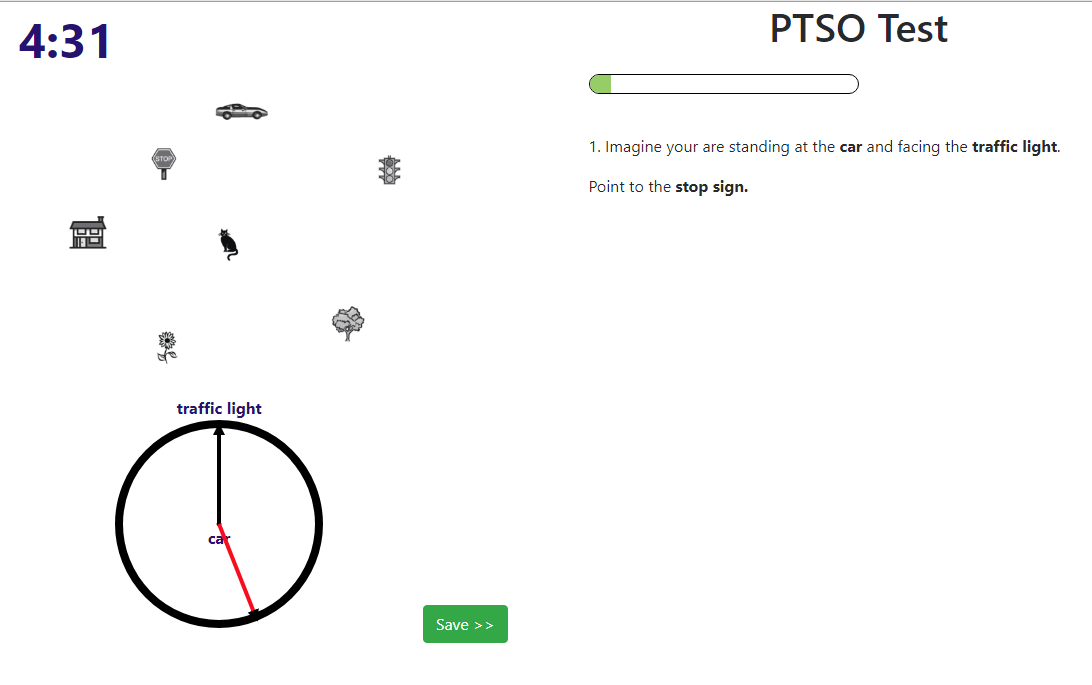 4:31
PTSO Test
STOP
1. Imagine your are standing at the car and facing the traffic light.
Point to the stop sign.
traffic light
car
Save >>